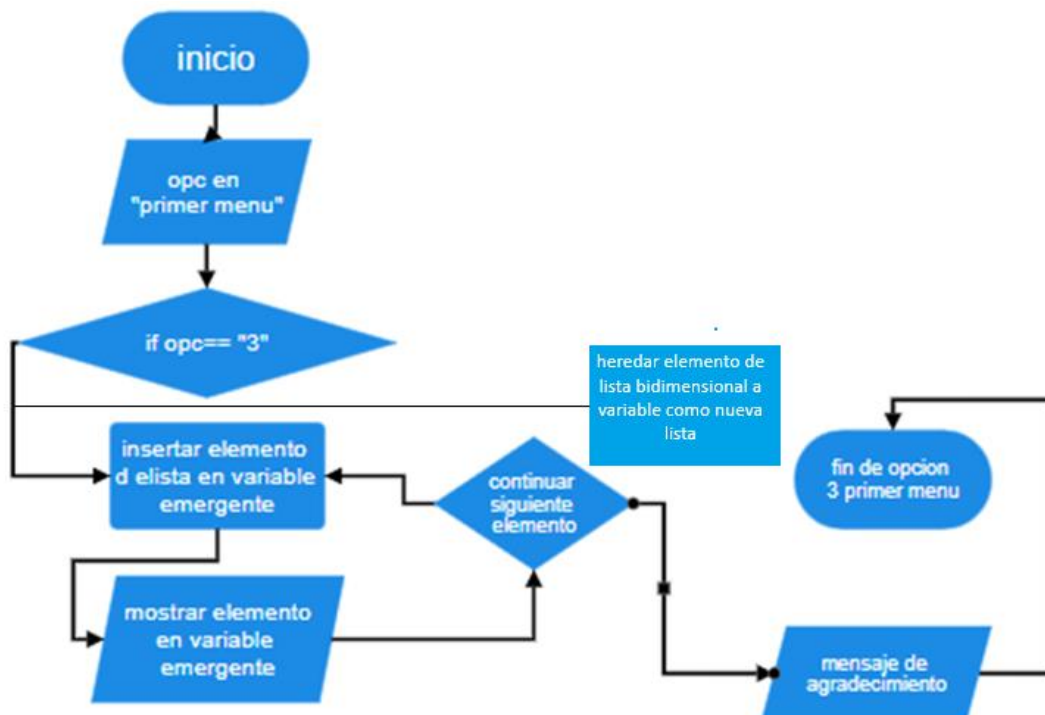 inicio
opc en
"primer menu"
if opc== "3"
heredar elemento de
lista bidimensional a
variable como nueva
lista
insertar elemento
d elista en variable
emergente
continuar
siguiente
elemento
fin de opcion
3 primer menu
mostrar elemento
en variable
emergente
mensaje de
agradecimiento